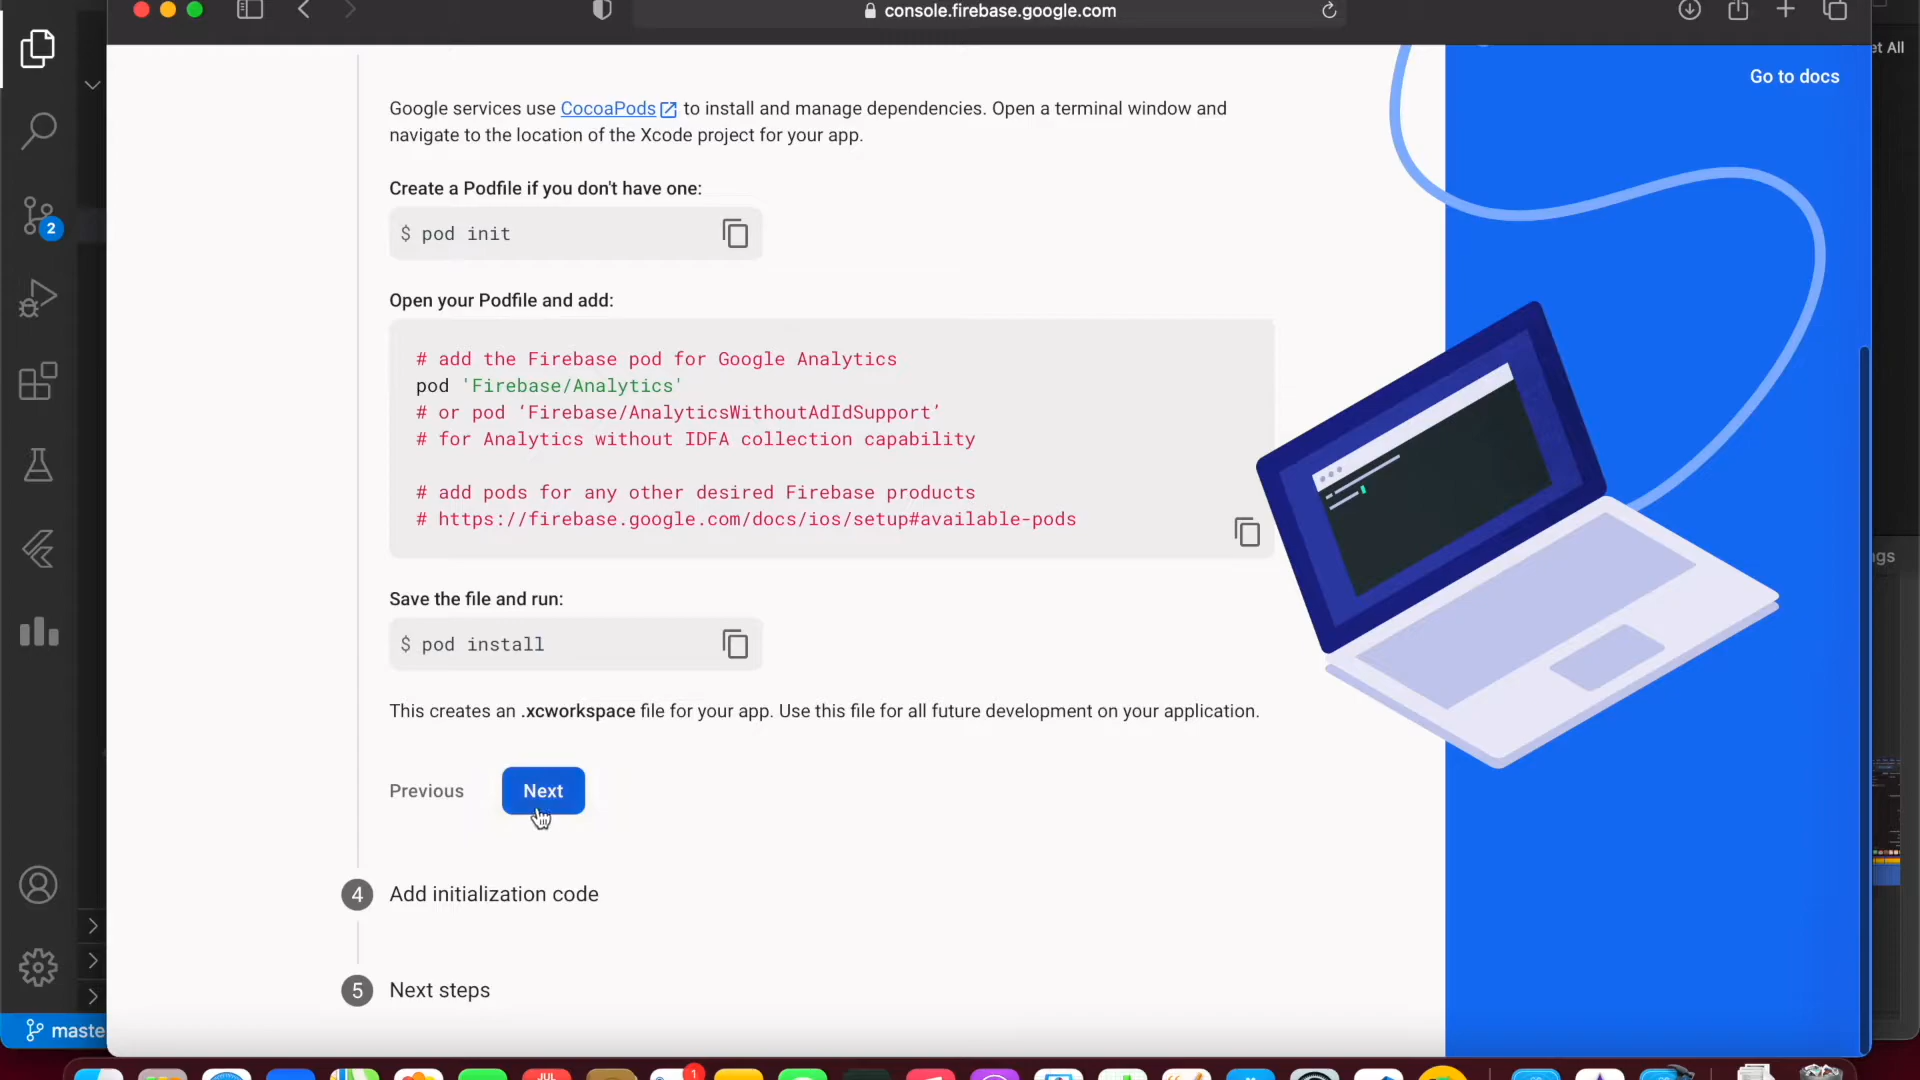 console.firebase.google.com
et All
Go to docs
Google services use CocoaPods to install and manage dependencies. Open a terminal window and
navigate to the location of the Xcode project for your app.
Create a Podfile if you don't have one:
$ pod init
Open your Podfile and add:
# add the Firebase pod for Google Analytics
pod 'Firebase/Analytics'
# or pod ‘Firebase/AnalyticsWithoutAdIdSupport’
# for Analytics without IDFA collection capability
# add pods for any other desired Firebase products
# https://firebase.google.com/docs/ios/setup#available-pods
Save the file and run:
$ pod install
This creates an .xcworkspace file for your app. Use this file for all future development on your application.
Previous
Next
4 Add initialization code
5 Next steps
2
ngs
maste
JUL
1